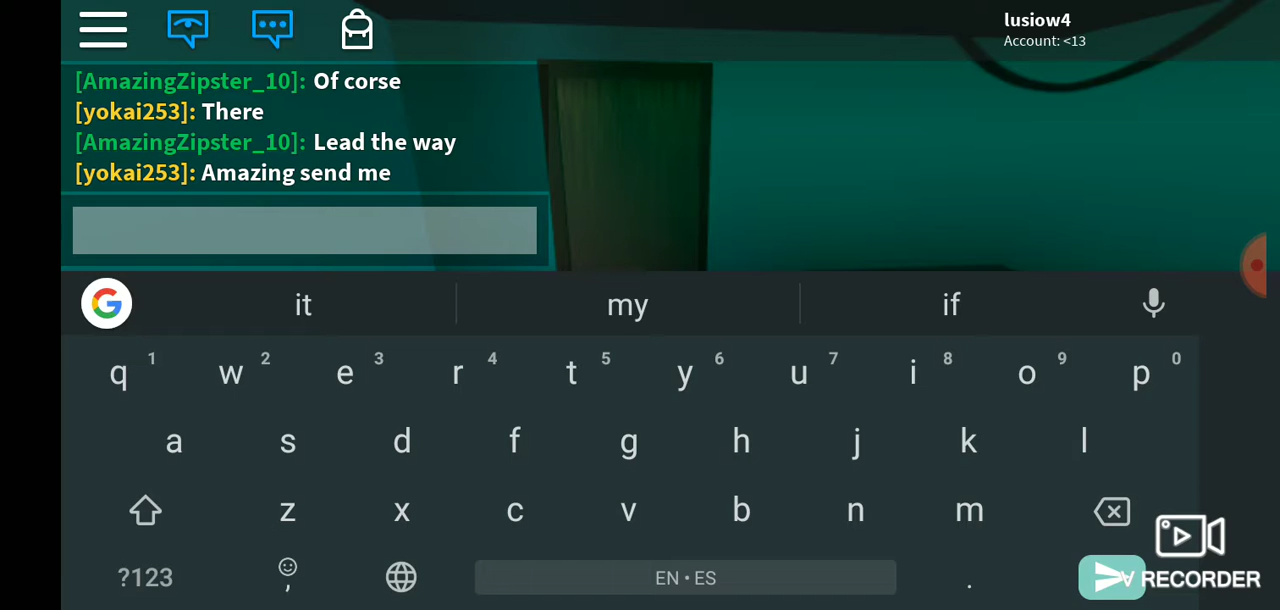 lusiow4
Account: <13
[AmazingZipster_10]: Of corse
[yokai253]: There
[AmazingZipster_10]: Lead the way
[yokai253]: Amazing send me
it my if
q 1 w 2 e 3 r 4 t 5 y 6 u 7 i 8 o 9 p 0
a s d f g h j k l
z x c v b n m
?123 , EN • ES .
RECORDER